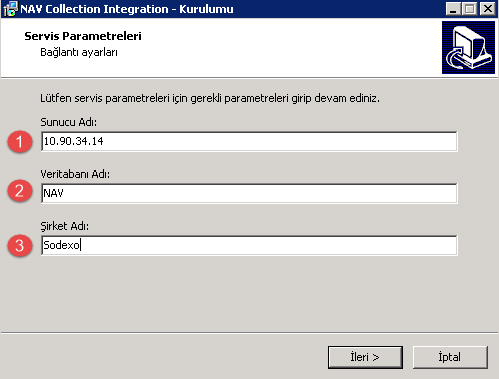 NAV Collection Integration - Kurulumu
Servis Parametreleri
Bağlantı ayarları
Lütfen servis parametreleri için gerekli parametreleri girip devam ediniz.
Sunucu Adı:
1 10.90.34.14
Veritabanı Adı:
2 NAV
Şirket Adı:
3 Sodexo
İleri > İptal